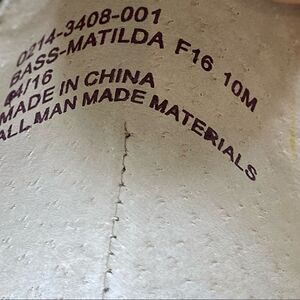 0214-3408-001
BASS-MATILDA F16 10M
04/16
MADE IN CHINA
ALL MAN MADE MATERIALS